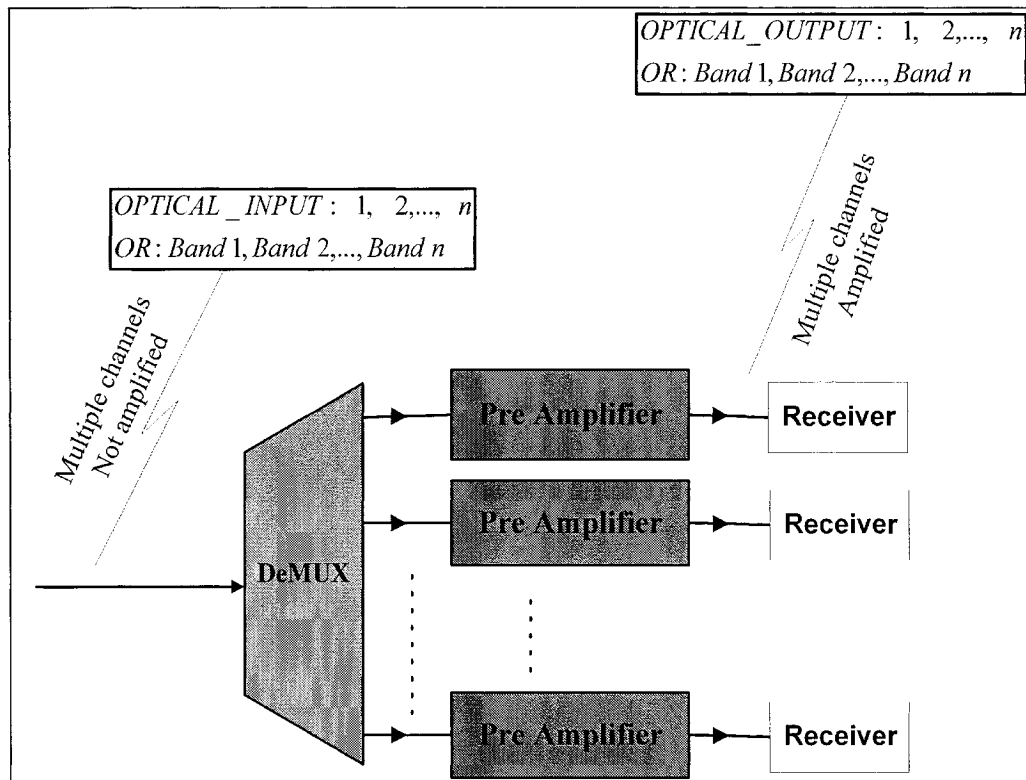 OPTICAL_OUTPUT: 1, 2,..., n
OR: Band 1, Band 2,..., Band n
OPTICAL_INPUT: 1, 2,..., n
OR: Band 1, Band 2,..., Band n
Multiple channels
Not amplified
Multiple channels
Amplified
Pre Amplifier
Receiver
Pre Amplifier
Receiver
DeMUX
Pre Amplifier
Receiver